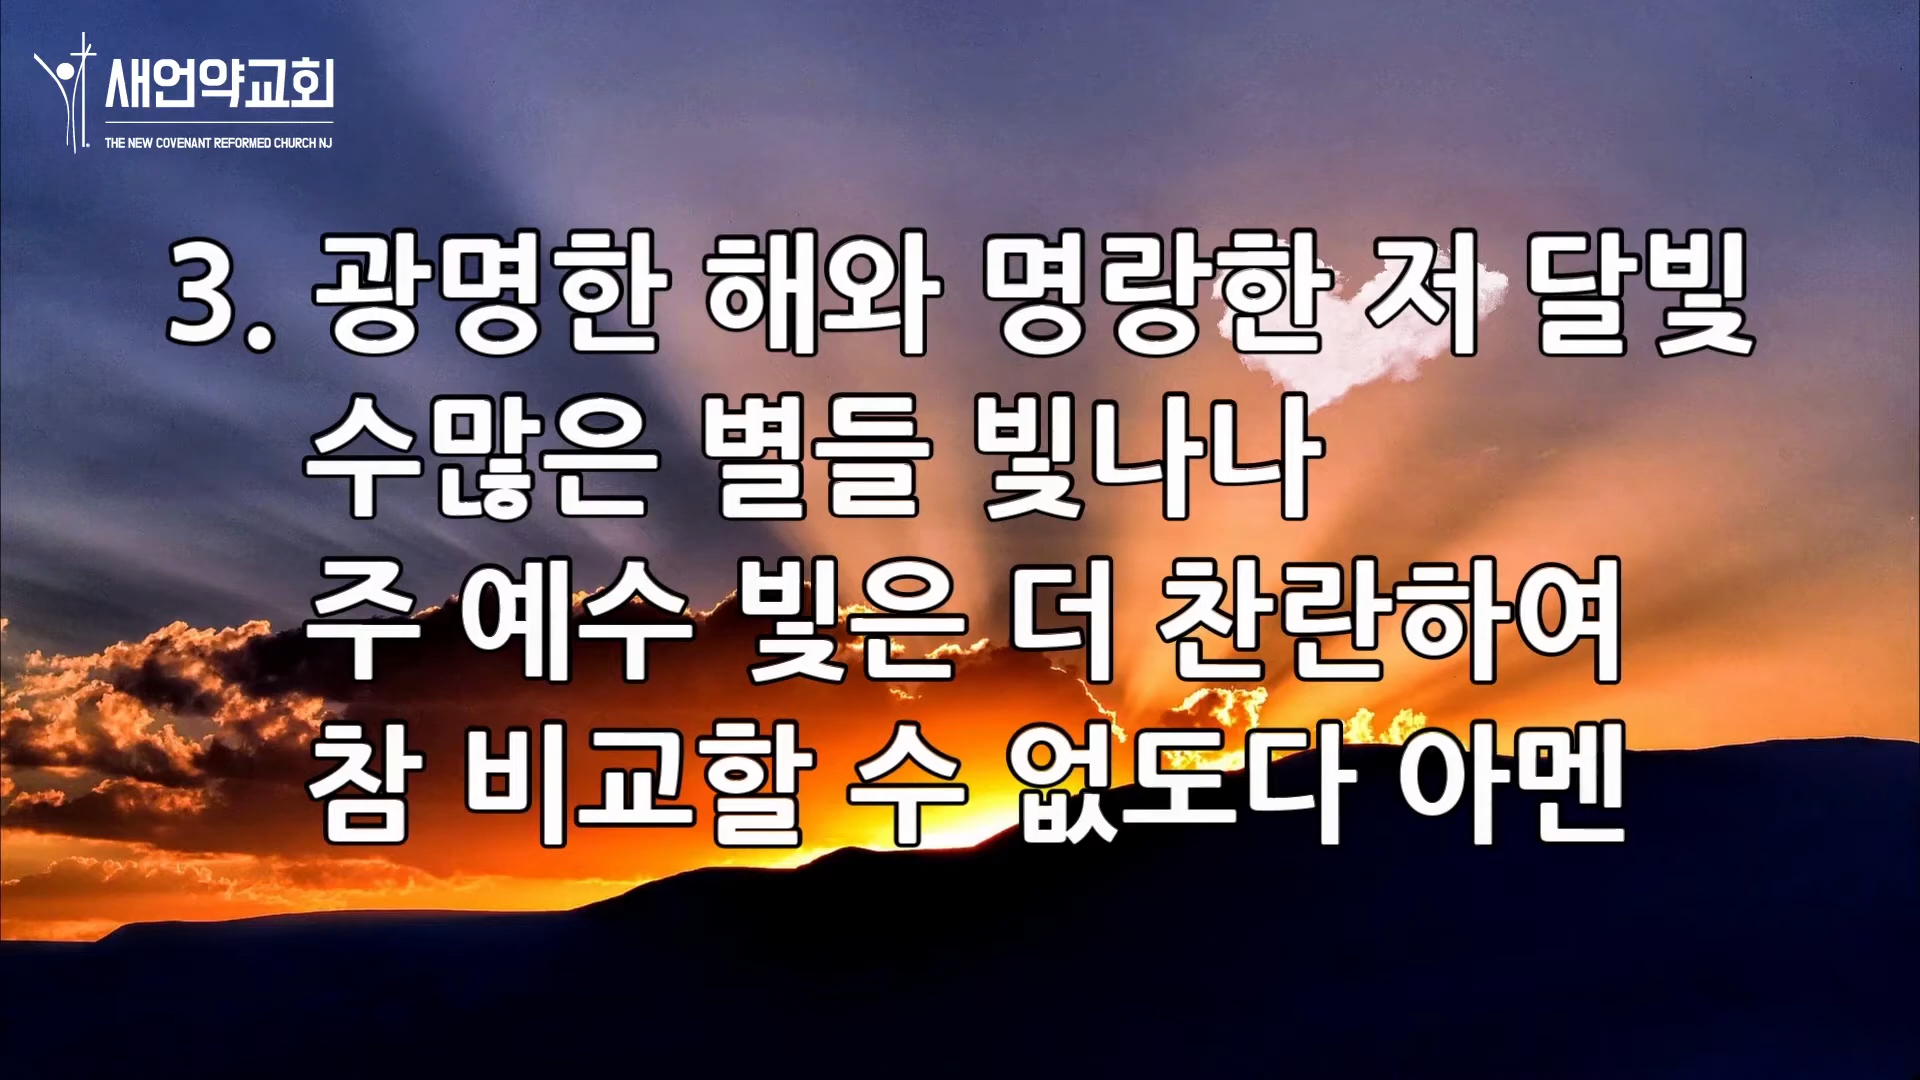 새언약교회
THE NEW COVENANT REFORMED CHURCH NJ
3. 광명한 해와 명랑한 저 달빛
수많은 별들 빛나나
주 예수 빛은 더 찬란하여
참 비교할 수 없도다 아멘